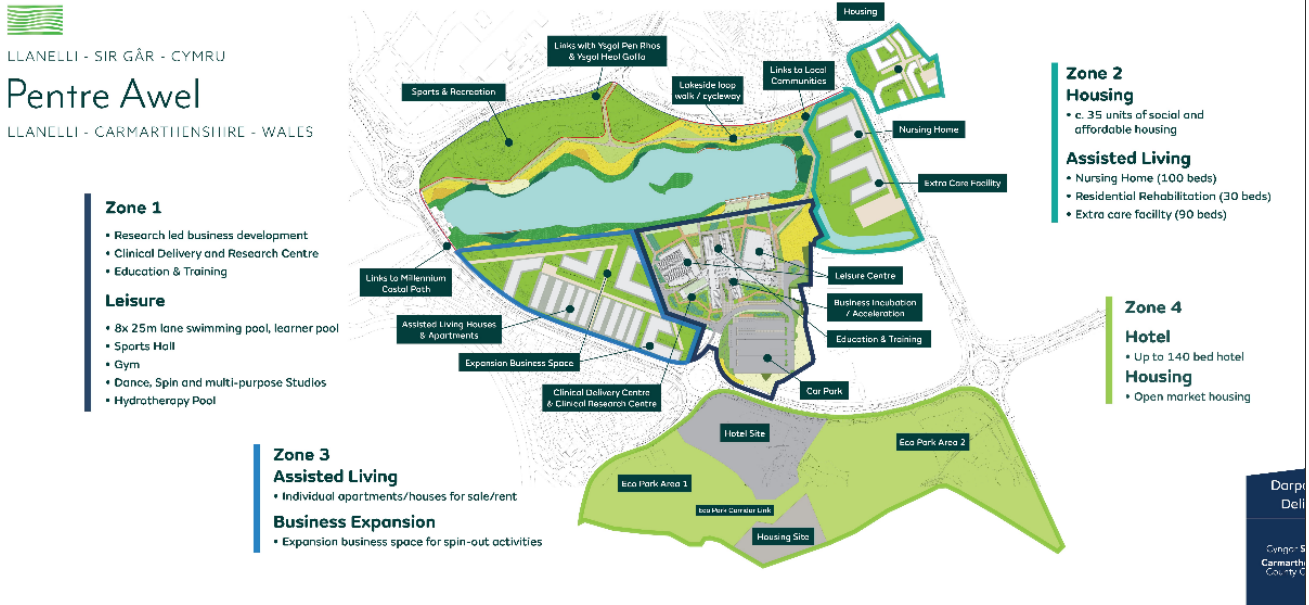 LLANELLI - SIR GÂR - CYMRU
Pentre Awel
LLANELLI - CARMARTHENSHIRE - WALES
Housing
Links with Ysgol Pen Rhos
& Ysgol Heol Goffa
Sports & Recreation
Lakeside loop
walk / cycleway
Links to Local
Communities
Nursing Home
Extra Care Facility
Links to Millennium
Costal Path
Assisted Living Houses
& Apartments
Expansion Business Space
Clinical Delivery Centre
& Clinical Research Centre
Leisure Centre
Business Incubation
/ Acceleration
Education & Training
Car Park
Hotel Site
Eco Park Area 2
Eco Park Area 1
Eco Park Corridor Link
Housing Site
Zone 1
• Research led business development
• Clinical Delivery and Research Centre
• Education & Training
Leisure
• 8x 25m lane swimming pool, learner pool
• Sports Hall
• Gym
• Dance, Spin and multi-purpose Studios
• Hydrotherapy Pool
Zone 2
Housing
• c. 35 units of social and
affordable housing
Assisted Living
• Nursing Home (100 beds)
• Residential Rehabilitation (30 beds)
• Extra care facility (90 beds)
Zone 3
Assisted Living
• Individual apartments/houses for sale/rent
Business Expansion
• Expansion business space for spin-out activities
Zone 4
Hotel
• Up to 140 bed hotel
Housing
• Open market housing
Darpa
Deli
Cyngor S
Carmarth
County C